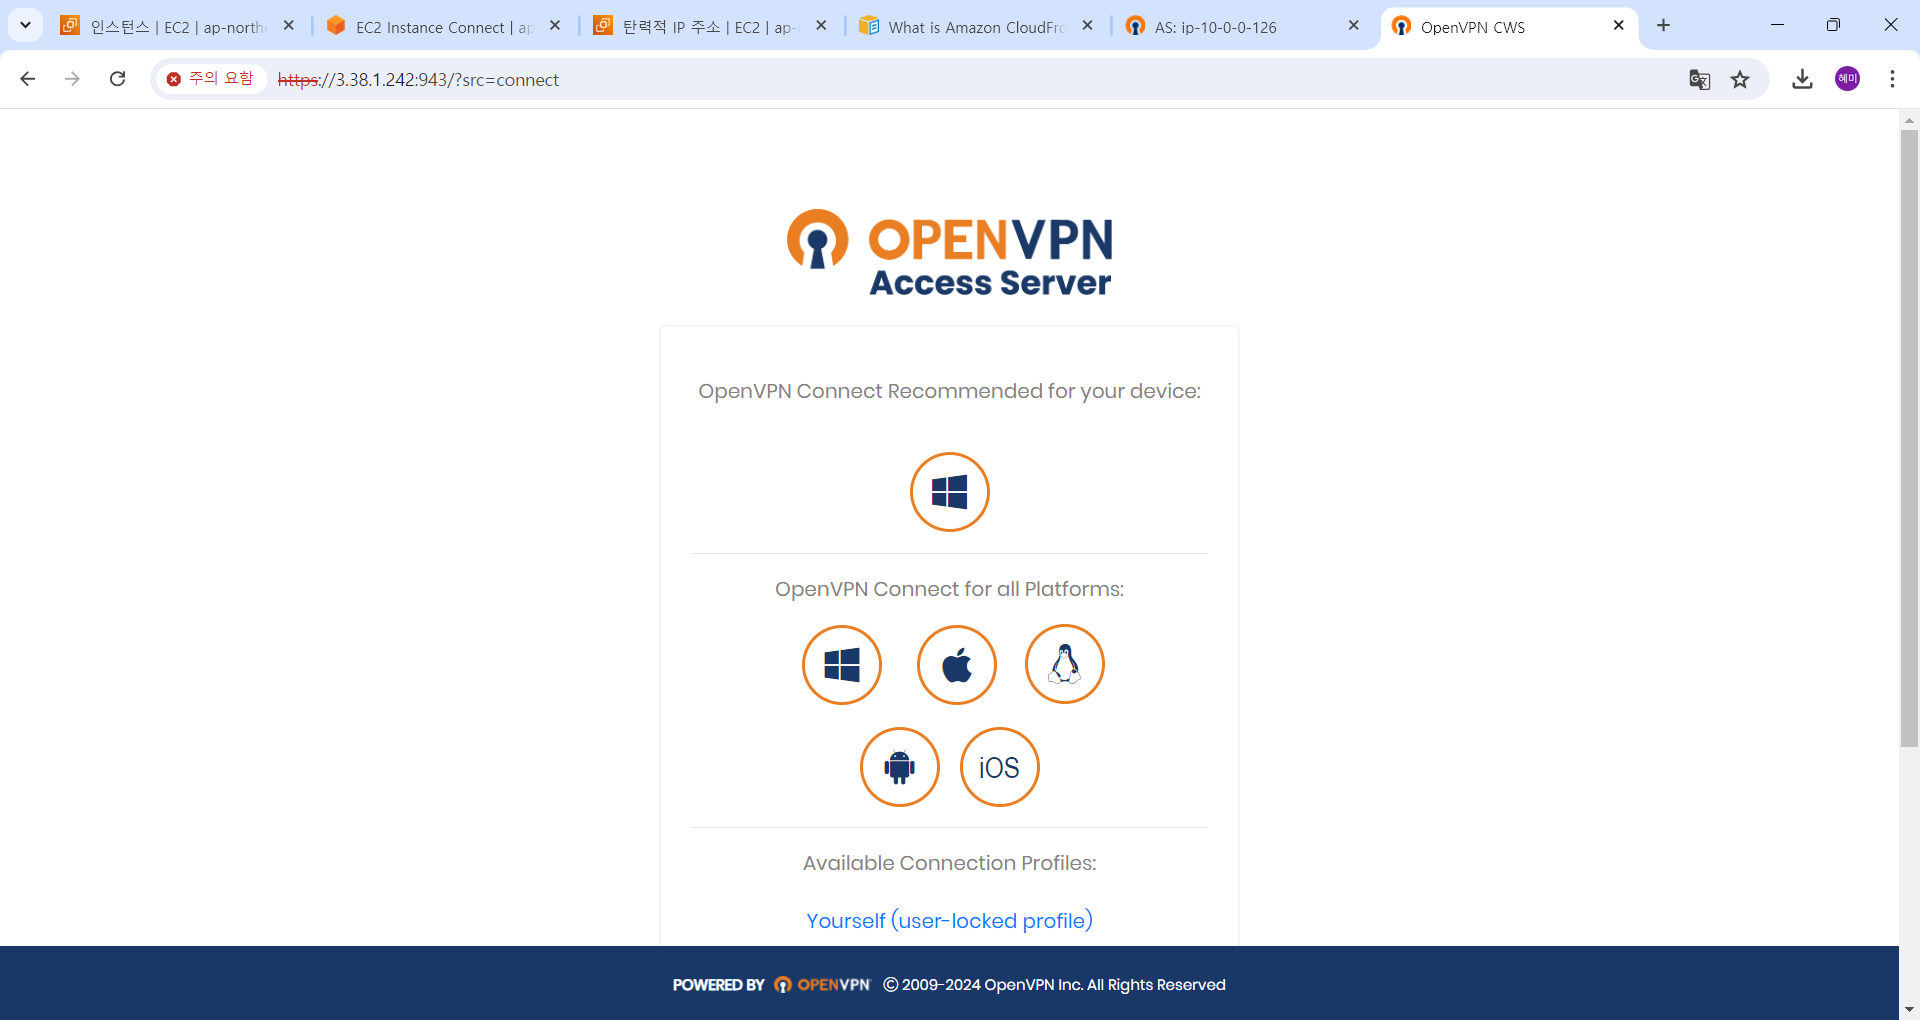 인스턴스 | EC2 | ap-north
EC2 Instance Connect | ap
탄력적 IP 주소 | EC2 | ap-
What is Amazon CloudFro
AS: ip-10-0-0-126
OpenVPN CWS
주의 요함
https://3.38.1.242:943/?src=connect
혜미
OPENVPN
Access Server
OpenVPN Connect Recommended for your device:
OpenVPN Connect for all Platforms:
iOS
Available Connection Profiles:
Yourself (user-locked profile)
POWERED BY OPENVPN © 2009-2024 OpenVPN Inc. All Rights Reserved